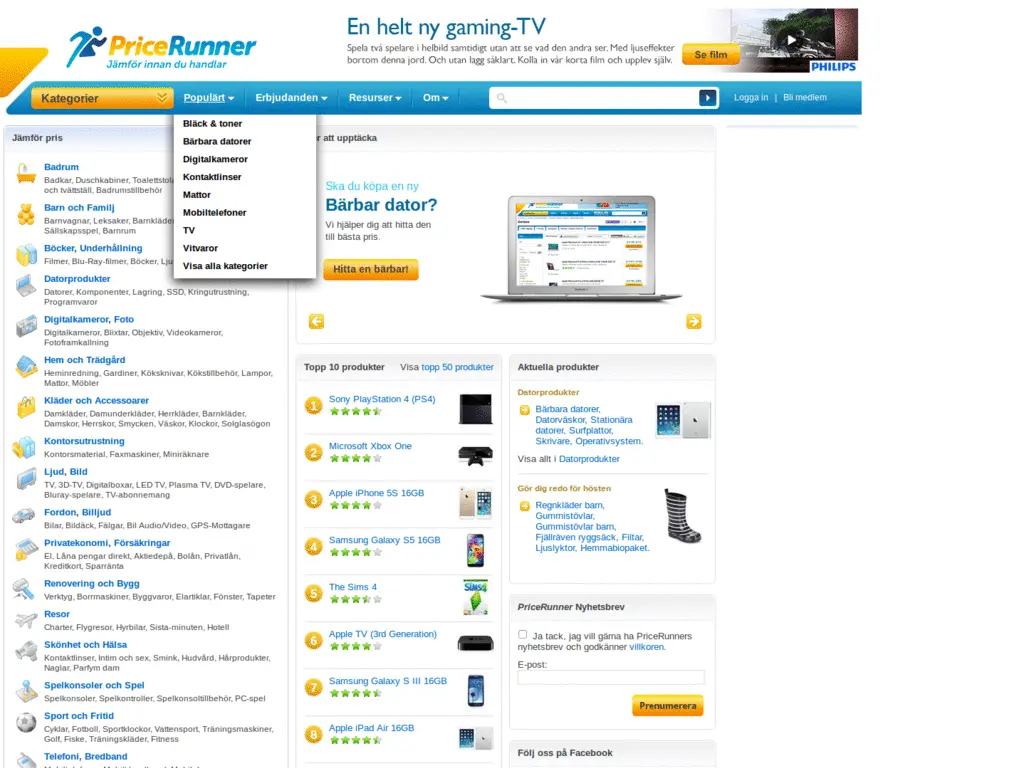 PriceRunner
Jämför innan du handlar
En helt ny gaming-TV
Spela två spelare i helbild samtidigt utan att se vad den andra ser. Med ljuseffekter
bortom denna jord. Och utan lagg såklart. Kolla in vår korta film och upplev själv.
Se film
PHILIPS
Kategorier
Populärt
Erbjudanden
Resurser
Om
Logga in | Bli medlem
Bläck & toner
Bärbara datorer
Digitalkameror
Kontaktlinser
Mattor
Mobiltelefoner
TV
Vitvaror
Visa alla kategorier
Jämför pris
Badrum
Badkar, Duschkabiner, Toalettstolar
och tvättställ, Badrumstillbehör
Barn och Familj
Barnvagnar, Leksaker, Barnkläder,
Sällskapsspel, Barnrum
Böcker, Underhållning
Filmer, Blu-Ray-filmer, Böcker,
Datorprodukter
Datorer, Komponenter, Lagring, SSD, Kringutrustning,
Programvaror
Digitalkameror, Foto
Digitalkameror, Blixtar, Objektiv, Videokameror,
Fotoframkallning
Hem och Trädgård
Heminredning, Gardiner, Köksknivar, Kökstillbehör, Lampor,
Mattor, Möbler
Kläder och Accessoarer
Damkläder, Damunderkläder, Herrkläder, Barnkläder,
Damskor, Herrskor, Smycken, Väskor, Klockor, Solglasögon
Kontorsutrustning
Kontorsmaterial, Faxmaskiner, Miniräknare
Ljud, Bild
TV, 3D-TV, Digitalboxar, LED TV, Plasma TV, DVD-spelare,
Bluray-spelare, TV-abonnemang
Fordon, Billjud
Bilar, Bildäck, Fälgar, Bil Audio/Video, GPS-Mottagare
Privatekonomi, Försäkringar
El, Låna pengar direkt, Aktiedepå, Bolån, Privatlån,
Kreditkort, Sparränta
Renovering och Bygg
Verktyg, Borrmaskiner, Byggvaror, Elartiklar, Fönster, Tapeter
Resor
Charter, Flygresor, Hyrbilar, Sista-minuten, Hotell
Skönhet och Hälsa
Kontaktlinser, Intim och sex, Smink, Hudvård, Hårprodukter,
Naglar, Parfym dam
Spelkonsoler och Spel
Spelkonsoler, Spelkontroller, Spelkonsoltillbehör, PC-spel
Sport och Fritid
Cyklar, Fotboll, Sportklockor, Vattensport, Träningsmaskiner,
Golf, Fiske, Träningskläder, Fitness
Telefoni, Bredband
att upptäcka
Ska du köpa en ny
Bärbar dator?
Vi hjälper dig att hitta den
till bästa pris.
Hitta en bärbar!
Topp 10 produkter
Visa topp 50 produkter
1
Sony PlayStation 4 (PS4)
2
Microsoft Xbox One
3
Apple iPhone 5S 16GB
4
Samsung Galaxy S5 16GB
5
The Sims 4
6
Apple TV (3rd Generation)
7
Samsung Galaxy S III 16GB
8
Apple iPad Air 16GB
Aktuella produkter
Datorprodukter
Bärbara datorer,
Datorväskor, Stationära
datorer, Surfplattor,
Skrivare, Operativsystem.
Visa allt i Datorprodukter
Gör dig redo för hösten
Regnkläder barn,
Gummistövlar,
Gummistövlar barn,
Fjällräven ryggsäck, Filtar,
Ljuslyktor, Hemmabiopaket.
PriceRunner Nyhetsbrev
Ja tack, jag vill gärna ha PriceRunners
nyhetsbrev och godkänner villkoren.
E-post:
Prenumerera
Följ oss på Facebook